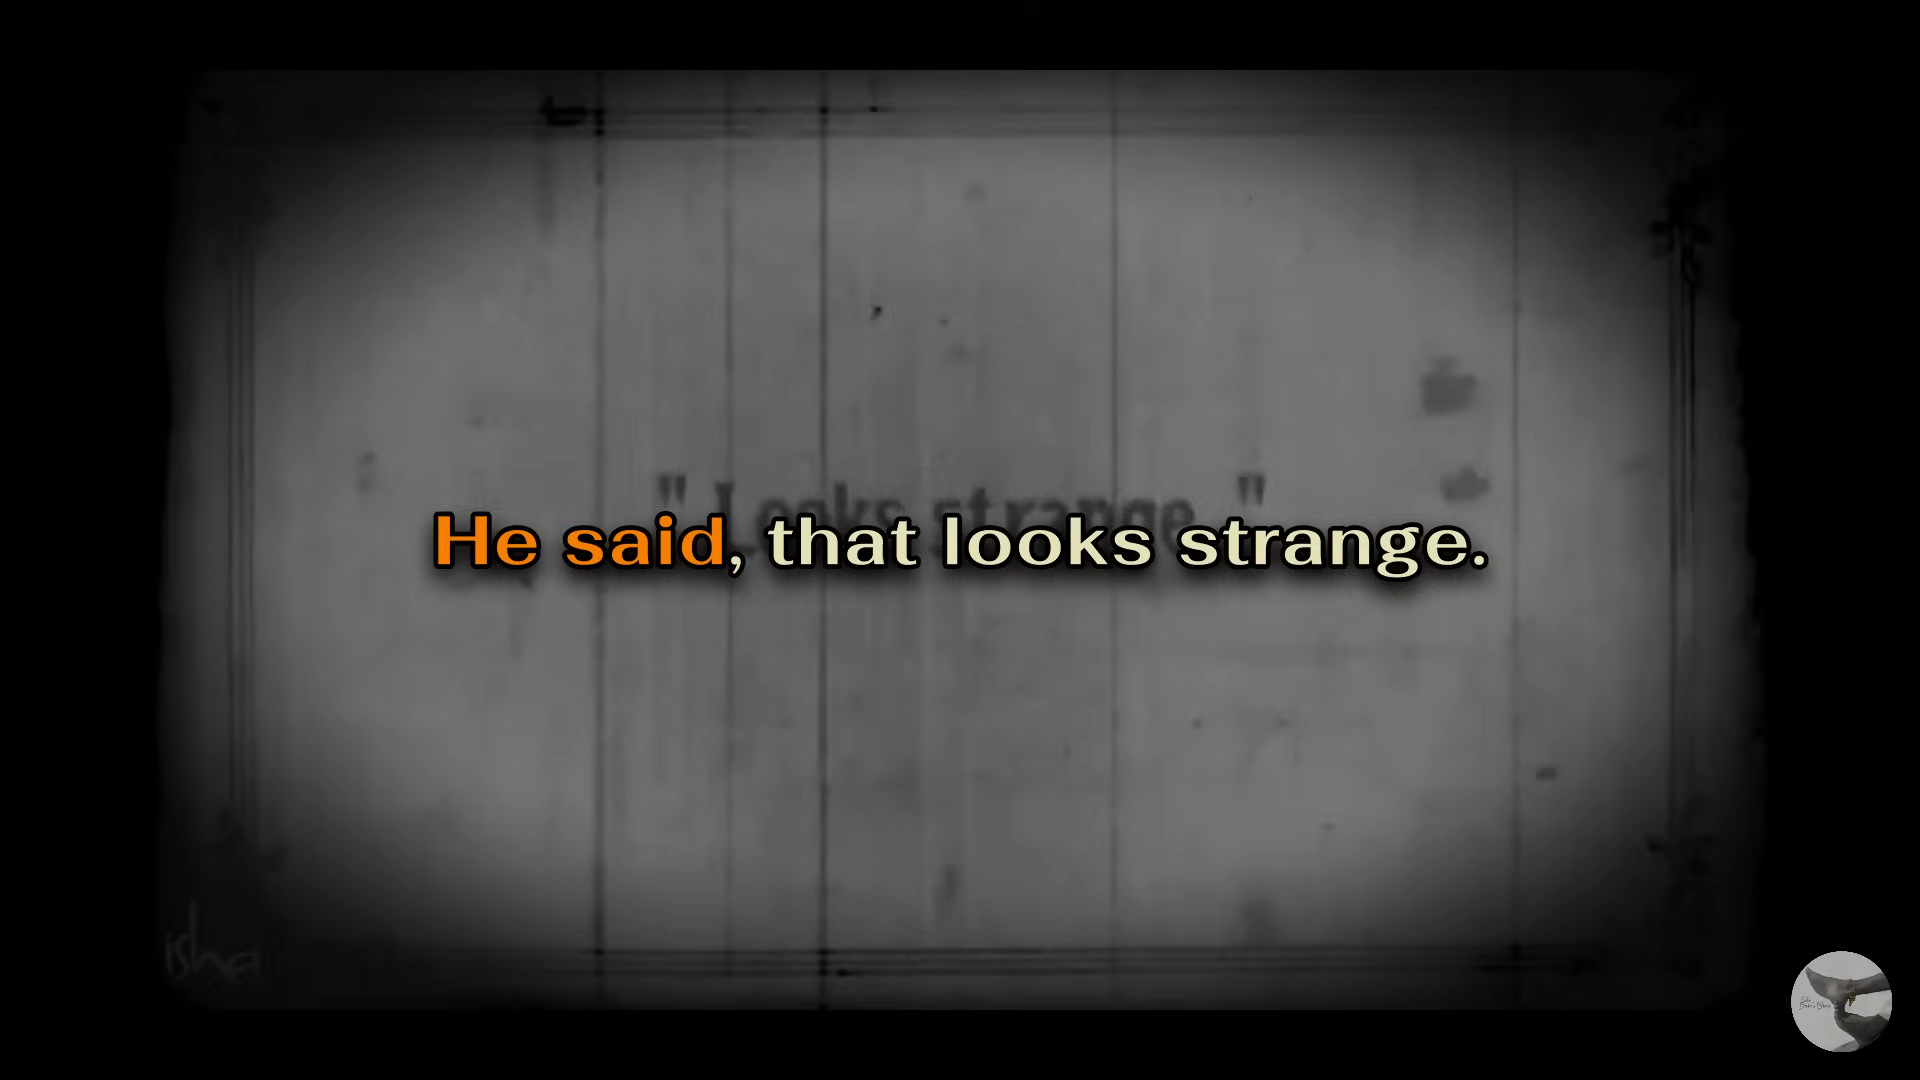 " Looks strange "
He said, that looks strange.
isha